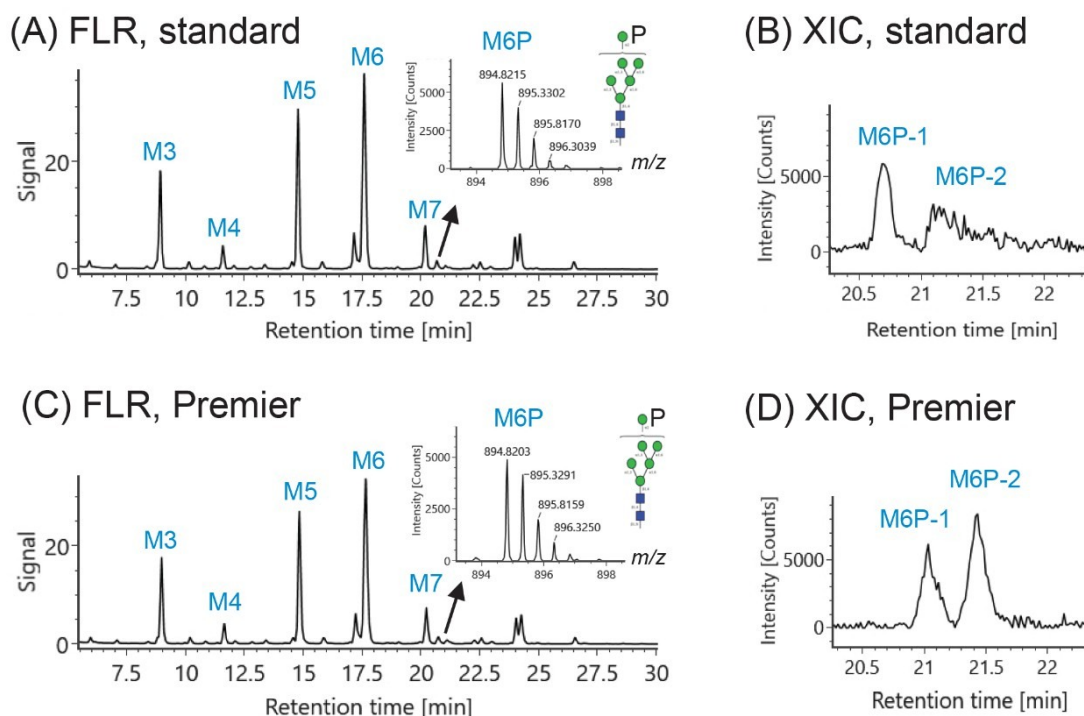 (A) FLR, standard
Signal
20
0
M3
M4
M5
M6
M7
7.5 10 12.5 15 17.5 20 22.5 25 27.5 30
Retention time [min]
M6P
Intensity [Counts]
5000
2500
0
894.8215
895.3302
895.8170
896.3039
894 896 898
m/z
P
(B) XIC, standard
Intensity [Counts]
5000
0
M6P-1
M6P-2
20.5 21 21.5 22
Retention time [min]
(C) FLR, Premier
Signal
20
0
M3
M4
M5
M6
M7
7.5 10 12.5 15 17.5 20 22.5 25 27.5 30
Retention time [min]
M6P
Intensity [Counts]
5000
2500
0
894.8203
895.3291
895.8159
896.3250
894 896 898
m/z
P
(D) XIC, Premier
Intensity [Counts]
5000
0
M6P-1
M6P-2
20.5 21 21.5 22
Retention time [min]